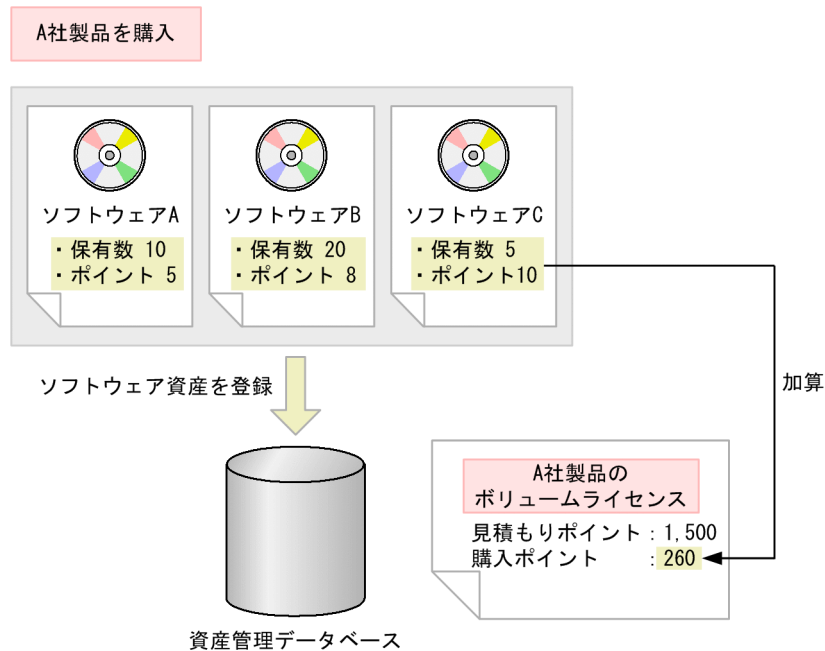 A社製品を購入
ソフトウェアA
・保有数 10
・ポイント 5
ソフトウェアB
・保有数 20
・ポイント 8
ソフトウェアC
・保有数 5
・ポイント10
加算
ソフトウェア資産を登録
A社製品の
ボリュームライセンス
見積もりポイント：1,500
購入ポイント　　：260
資産管理データベース